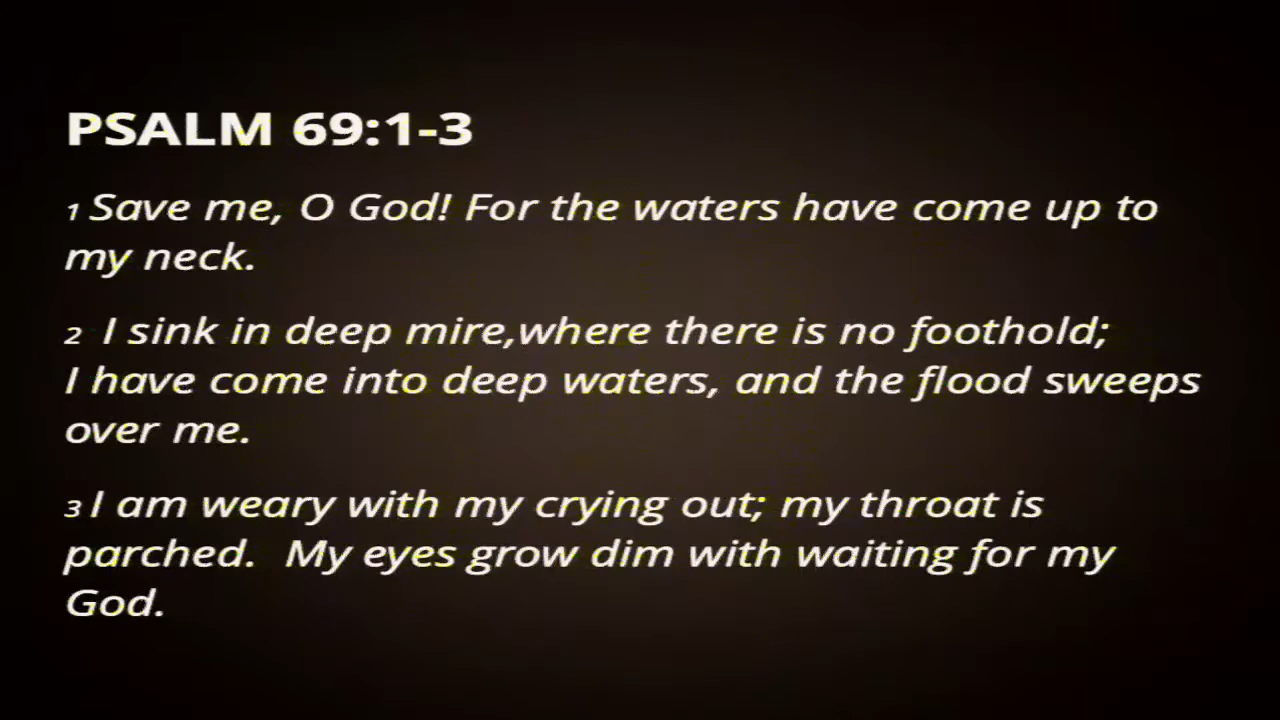 PSALM 69:1-3
1 Save me, O God! For the waters have come up to
my neck.
2 I sink in deep mire,where there is no foothold;
I have come into deep waters, and the flood sweeps
over me.
3 I am weary with my crying out; my throat is
parched.  My eyes grow dim with waiting for my
God.